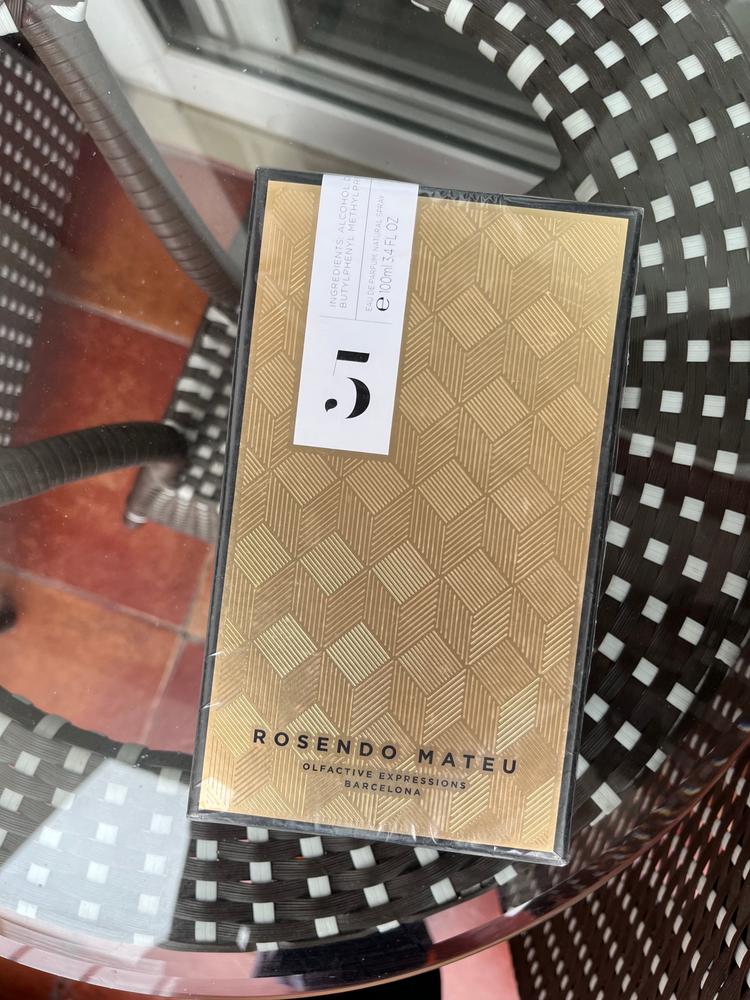 INGREDIENTS: ALCOHOL
BUTYLPHENYL
EAU DE PARFUM NATURAL SPRAY
e 100ml 3.4 FL.OZ
5
ROSENDO MATEU
OLFACTIVE EXPRESSIONS
BARCELONA